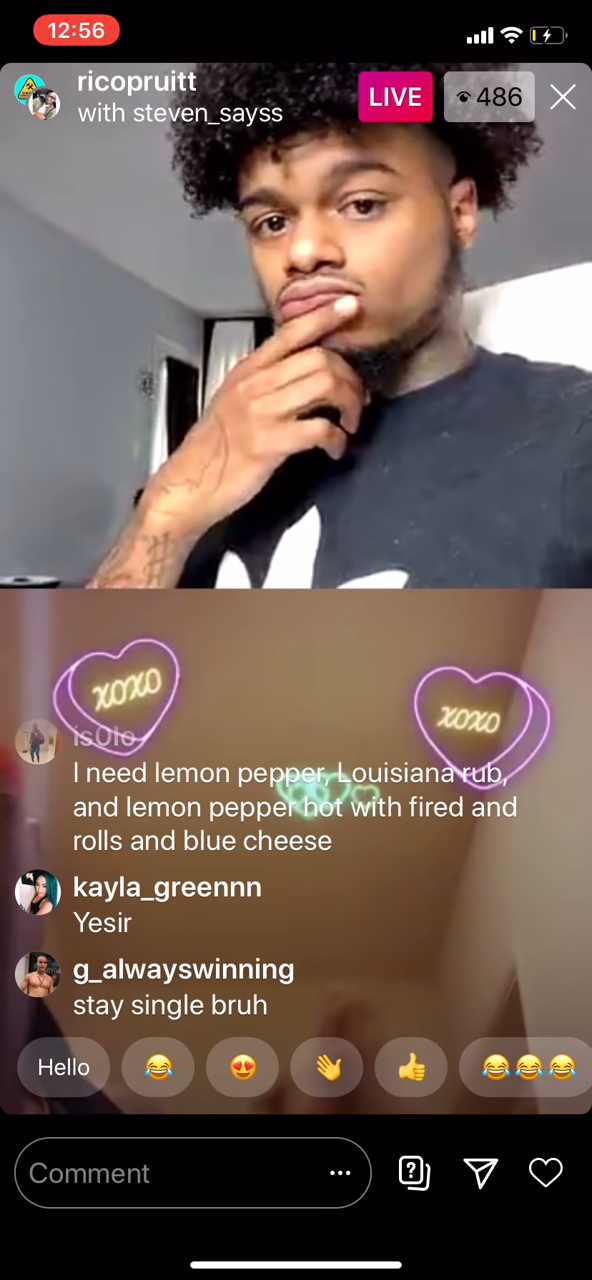 12:56
ricopruitt
with steven_sayss
LIVE
486
xoxo
xoxo
is0lo
I need lemon pepper, Louisiana rub,
and lemon pepper hot with fired and
rolls and blue cheese
kayla_greennn
Yesir
g_alwayswinning
stay single bruh
Hello
Comment